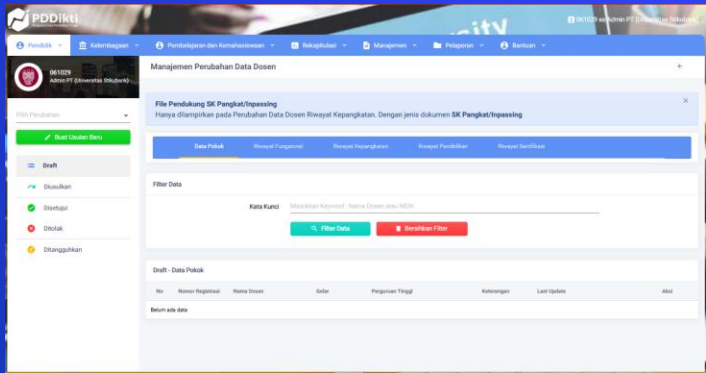 PDDikti
061029 as Admin PT (Universitas Stikubank)
Pendidik
Kelembagaan
Pembelajaran dan Kemahasiswaan
Rekapitulasi
Manajemen
Pelaporan
Bantuan
061029
Admin PT (Universitas Stikubank)
Manajemen Perubahan Data Dosen
Pilih Perubahan
Buat Usulan Baru
Draft
Diusulkan
Disetujui
Ditolak
Ditangguhkan
File Pendukung SK Pangkat/Inpassing
Hanya dilampirkan pada Perubahan Data Dosen Riwayat Kepangkatan. Dengan jenis dokumen SK Pangkat/Inpassing
Data Pokok
Riwayat Fungsional
Riwayat Kepangkatan
Riwayat Pendidikan
Riwayat Sertifikasi
Filter Data
Kata Kunci
Masukkan Keyword : Nama Dosen atau NIDN
Filter Data
Bersihkan Filter
Draft - Data Pokok
No Nomor Registrasi Nama Dosen Gelar Perguruan Tinggi Keterangan Last Update Aksi
Belum ada data